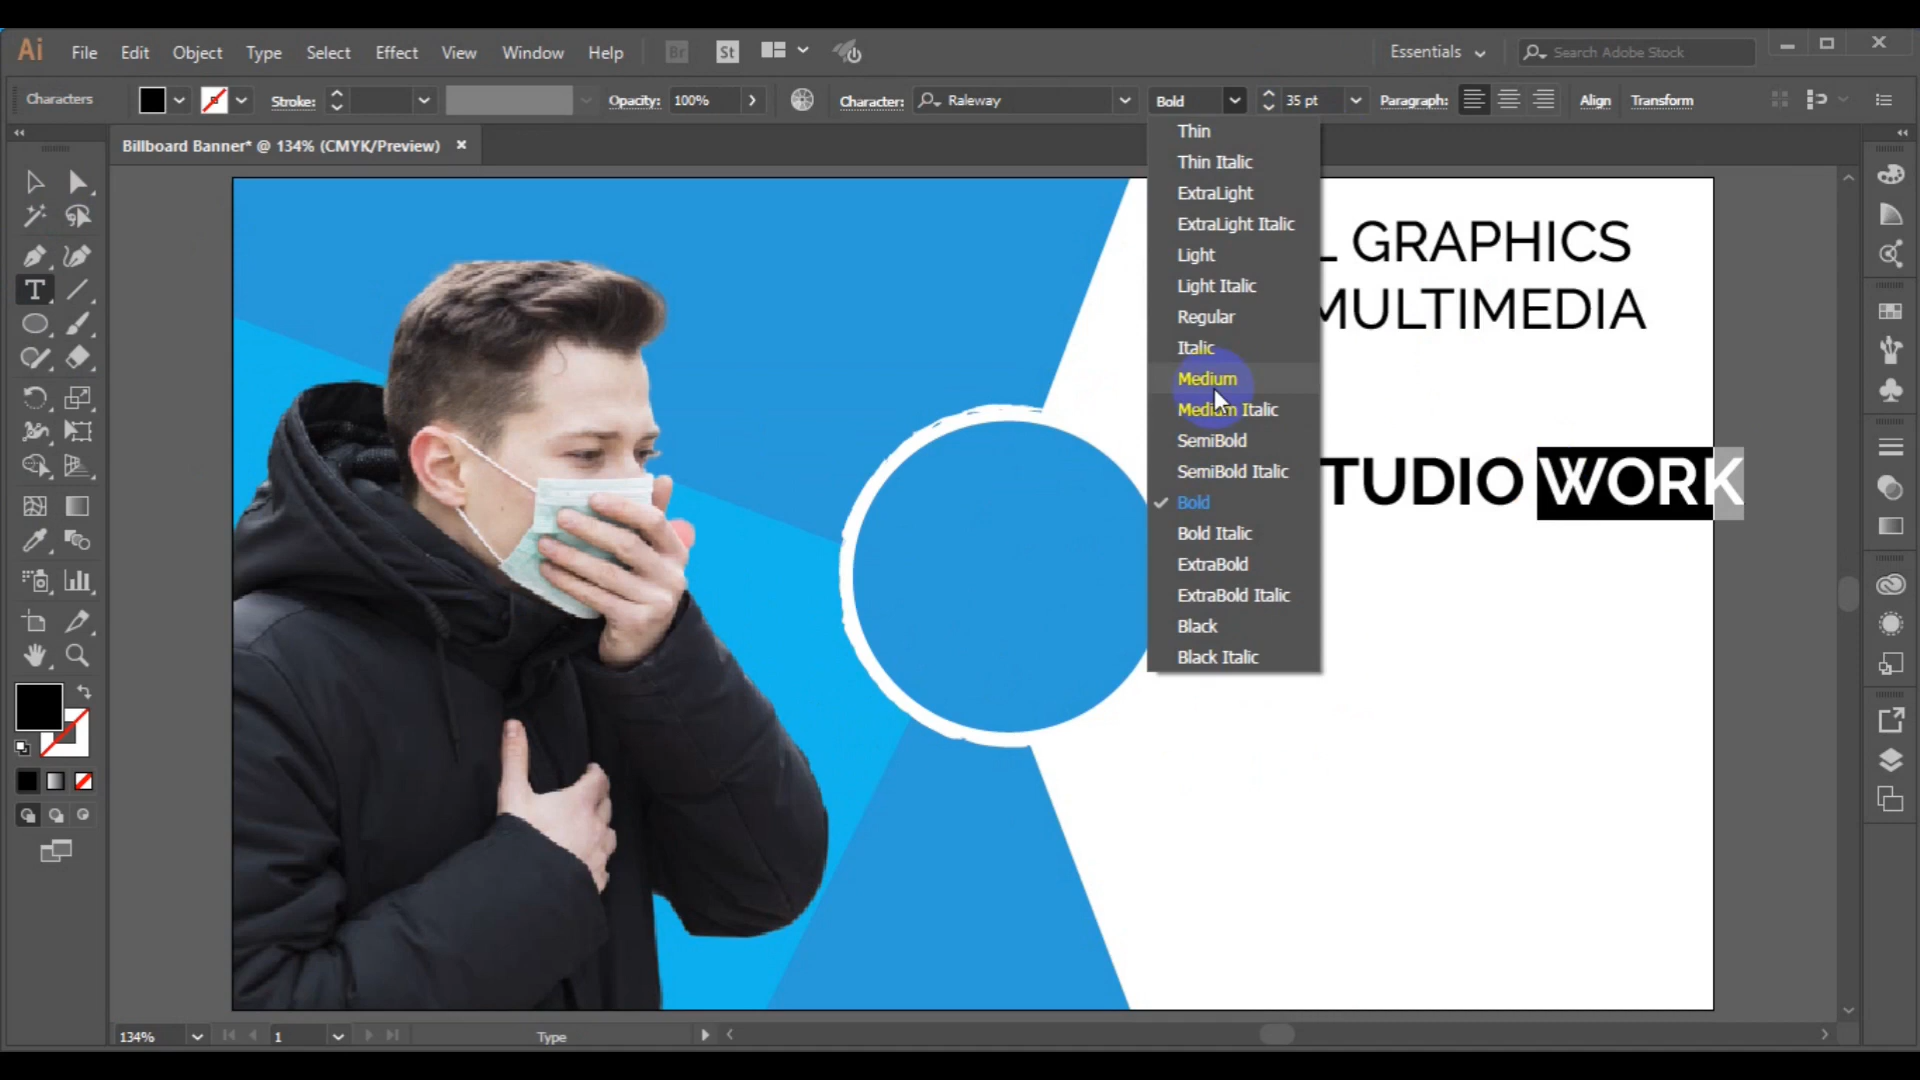 Ai File Edit Object Type Select Effect View Window Help Br St Essentials Search Adobe Stock
Characters Stroke: Opacity: 100% Character: Raleway Bold 35 pt Paragraph: Align Transform
Billboard Banner* @ 134% (CMYK/Preview)
Thin
Thin Italic
ExtraLight
ExtraLight Italic
Light
Light Italic
Regular
Italic
Medium
Medium Italic
SemiBold
SemiBold Italic
Bold
Bold Italic
ExtraBold
ExtraBold Italic
Black
Black Italic
L GRAPHICS
MULTIMEDIA
TUDIO WORK
134% 1 Type